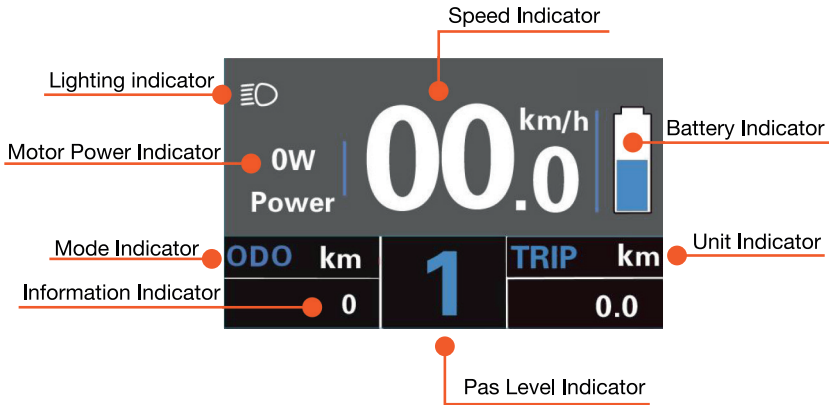 Speed Indicator
Lighting indicator
km/h
Battery Indicator
Motor Power Indicator
0W
00.0
Power
Mode Indicator
ODO km
1
TRIP km
Unit Indicator
Information Indicator
0
0.0
Pas Level Indicator